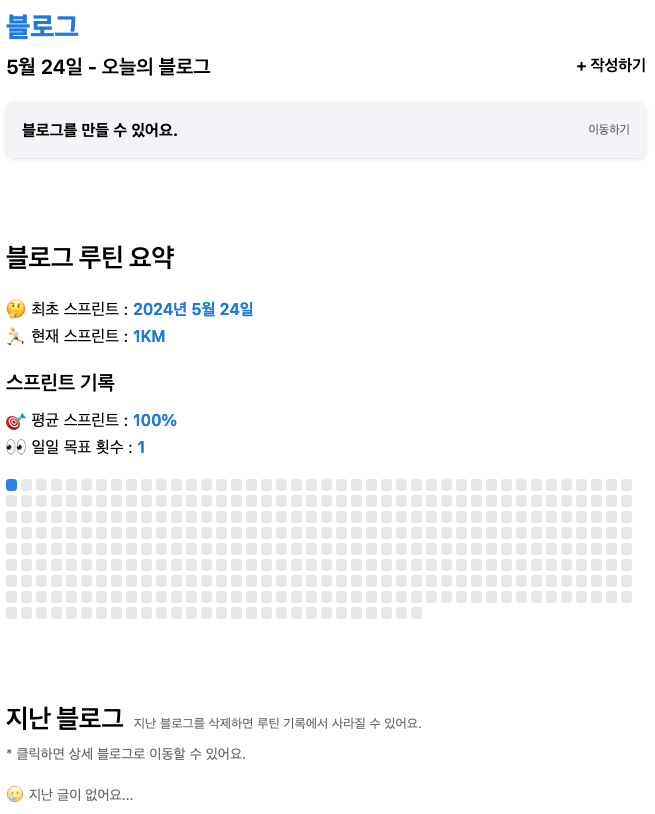 블로그
5월 24일 - 오늘의 블로그
+ 작성하기
블로그를 만들 수 있어요.
이동하기
블로그 루틴 요약
🤔 최초 스프린트 : 2024년 5월 24일
🏃 현재 스프린트 : 1KM
스프린트 기록
🎯 평균 스프린트 : 100%
👀 일일 목표 횟수 : 1
지난 블로그 지난 블로그를 삭제하면 루틴 기록에서 사라질 수 있어요.
* 클릭하면 상세 블로그로 이동할 수 있어요.
🥲 지난 글이 없어요...